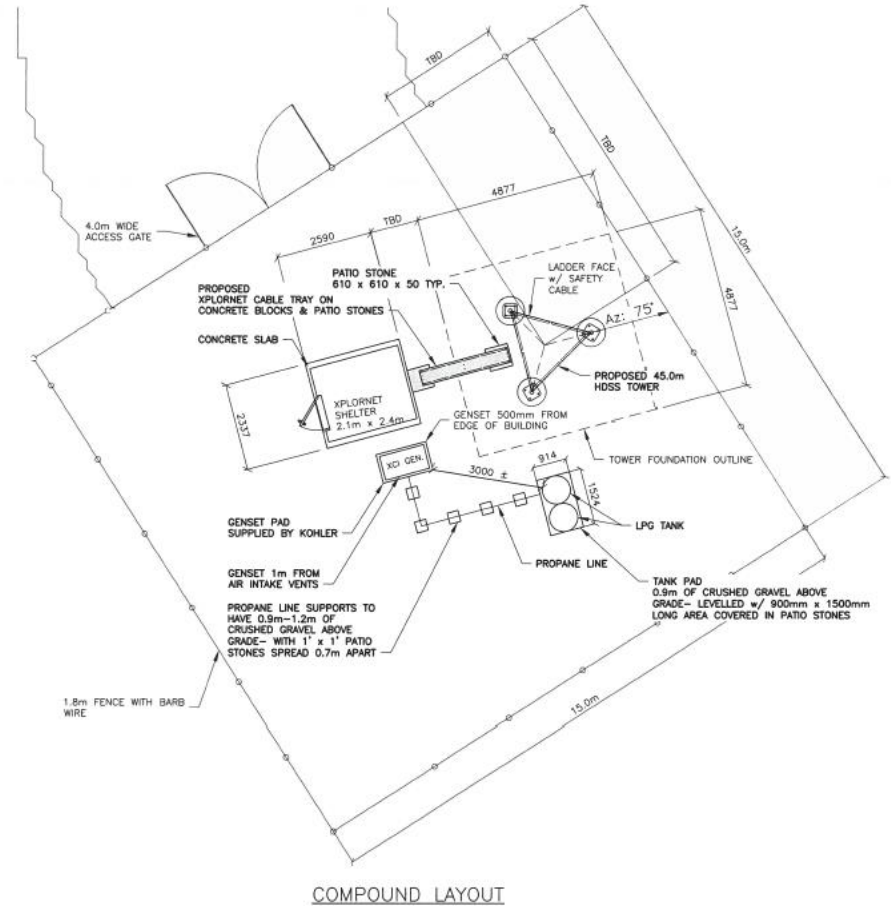 TBD
TBD
4877
TBD
2590
15.0m
4.0m WIDE
ACCESS GATE
LADDER FACE
w/ SAFETY
CABLE
PATIO STONE
610 x 610 x 50 TYP.
4877
PROPOSED
XPLORNET CABLE TRAY ON
CONCRETE BLOCKS & PATIO STONES
Az: 75°
CONCRETE SLAB
PROPOSED 45.0m
HDSS TOWER
2337
XPLORNET
SHELTER
2.1m x 2.4m
GENSET 500mm FROM
EDGE OF BUILDING
XCI GEN.
3000 ±
914
1524
TOWER FOUNDATION OUTLINE
GENSET PAD
SUPPLIED BY KOHLER
LPG TANK
PROPANE LINE
GENSET 1m FROM
AIR INTAKE VENTS
TANK PAD
0.9m OF CRUSHED GRAVEL ABOVE
GRADE- LEVELLED w/ 900mm x 1500mm
LONG AREA COVERED IN PATIO STONES
PROPANE LINE SUPPORTS TO
HAVE 0.9m-1.2m OF
CRUSHED GRAVEL ABOVE
GRADE- WITH 1' x 1' PATIO
STONES SPREAD 0.7m APART
1.8m FENCE WITH BARB
WIRE
15.0m
COMPOUND LAYOUT